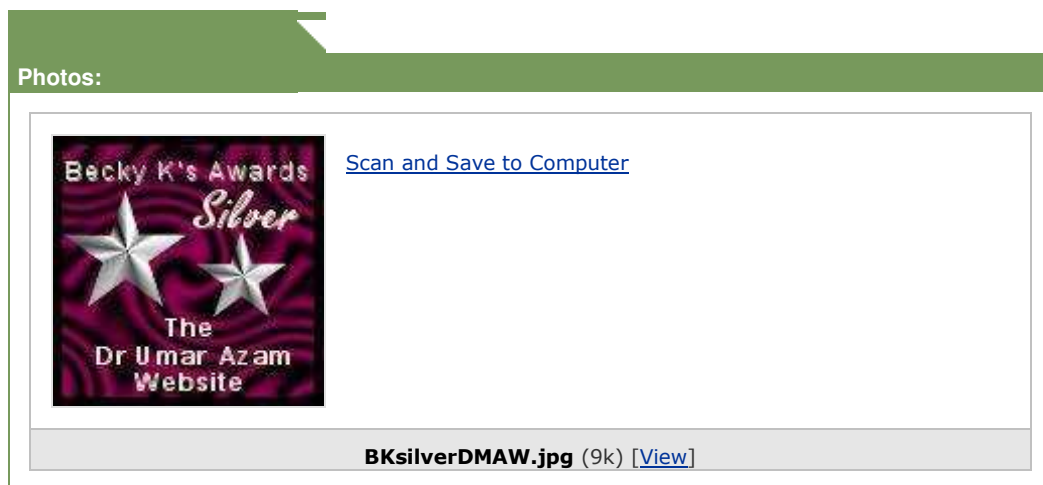 Photos:
Becky K's Awards
Silver
The
Dr Umar Azam
Website
Scan and Save to Computer
BKsilverDMAW.jpg (9k) [View]